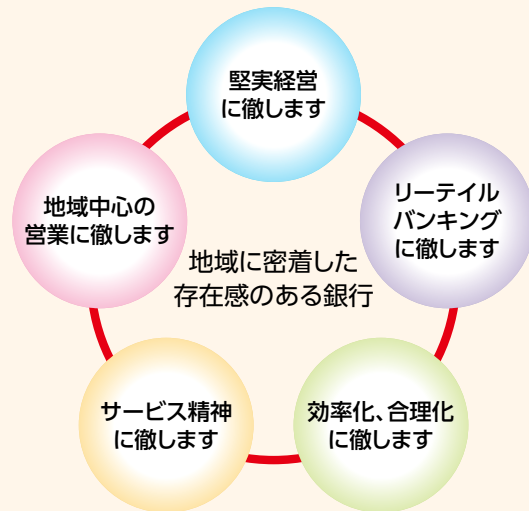 堅実経営
に徹します
リーテイル
バンキング
に徹します
効率化、合理化
に徹します
サービス精神
に徹します
地域中心の
営業に徹します
地域に密着した
存在感のある銀行